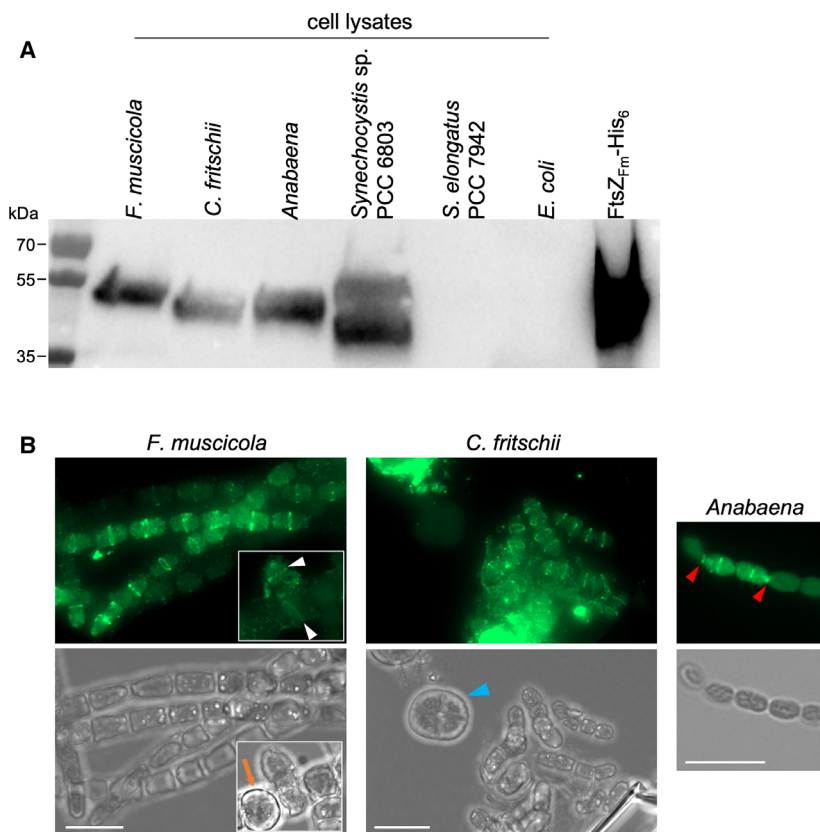 cell lysates
A
F. muscicola
C. fritschii
Anabaena
Synechocystis sp.
PCC 6803
S. elongatus
PCC 7942
E. coli
FtsZFm-His6
kDa
70
55
35
B
F. muscicola
C. fritschii
Anabaena